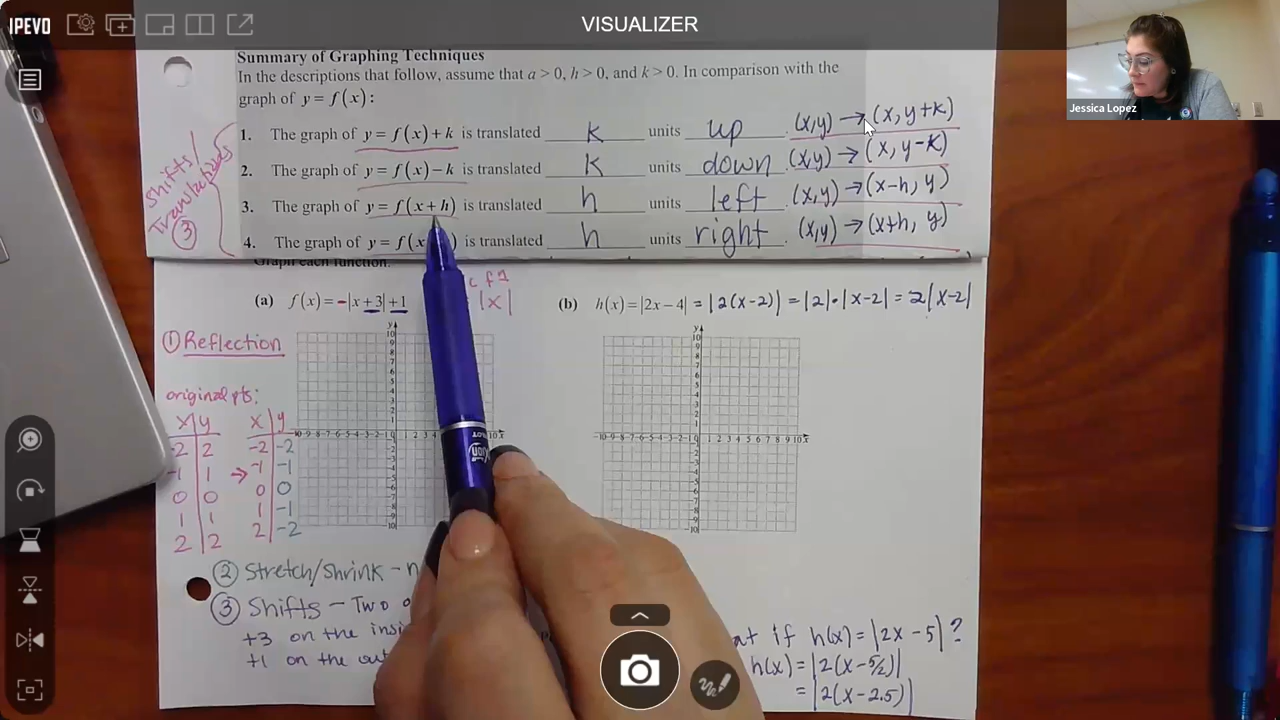 IPEVO
VISUALIZER
Jessica Lopez
Summary of Graphing Techniques
In the descriptions that follow, assume that a > 0, h > 0, and k > 0. In comparison with the
graph of y = f(x):
1. The graph of y = f(x) + k is translated k units up. (x,y) → (x, y+k)
2. The graph of y = f(x) − k is translated k units down (x,y) → (x, y−k)
3. The graph of y = f(x + h) is translated h units left. (x,y) → (x−h, y)
4. The graph of y = f(x ) is translated h units right. (x,y) → (x+h, y)
Shifts/
Translations
③
Graph each function.
(a) f(x) = −|x + 3| + 1
|x|
(b) h(x) = |2x − 4| = |2(x−2)| = |2|·|x−2| = 2|x−2|
① Reflection
original pts:
x y x y
-2 2 -2 -2
-1 1 → -1 -1
0 0 0 0
1 1 1 -1
2 2 2 -2
② Stretch/Shrink - n
③ Shifts - Two
+3 on the insi
+1 on the out
at if h(x) = |2x − 5| ?
h(x) = |2(x − 5/2)|
= |2(x − 2.5)|